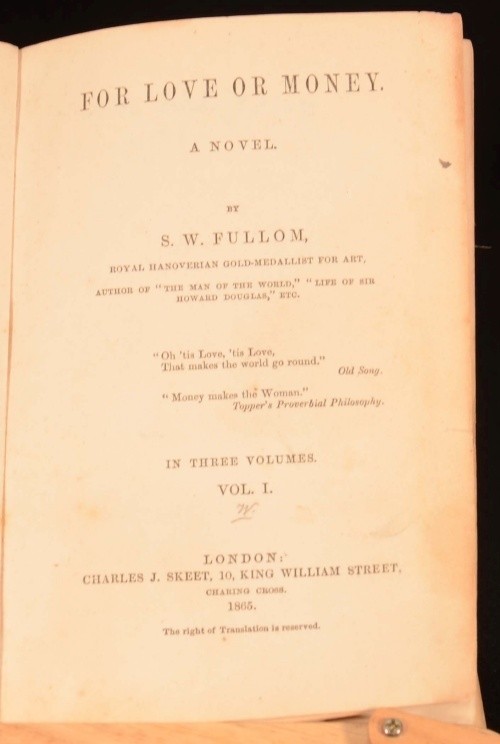 FOR LOVE OR MONEY.
A NOVEL.
BY
S. W. FULLOM,
ROYAL HANOVERIAN GOLD-MEDALLIST FOR ART,
AUTHOR OF "THE MAN OF THE WORLD," "LIFE OF SIR
HOWARD DOUGLAS," ETC.
"Oh 'tis Love, 'tis Love,
That makes the world go round."
Old Song.
"Money makes the Woman."
Topper's Proverbial Philosophy.
IN THREE VOLUMES.
VOL. I.
W.
LONDON:
CHARLES J. SKEET, 10, KING WILLIAM STREET,
CHARING CROSS.
1865.
The right of Translation is reserved.